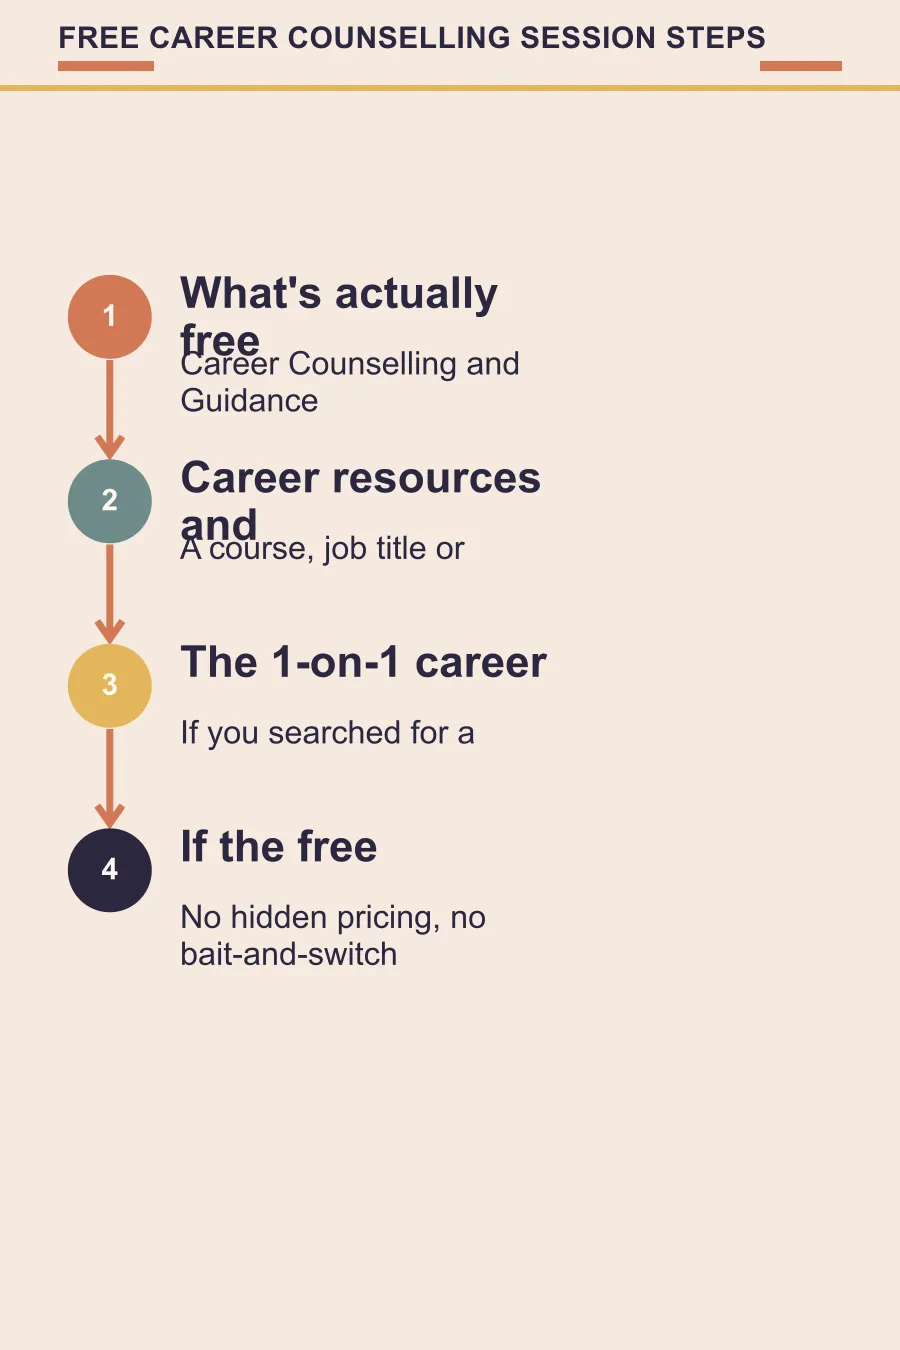 FREE CAREER COUNSELLING SESSION STEPS
1
What's actually
free
Career Counselling and
Guidance
2
Career resources
and
A course, job title or
3
The 1-on-1 career
If you searched for a
4
If the free
No hidden pricing, no
bait-and-switch